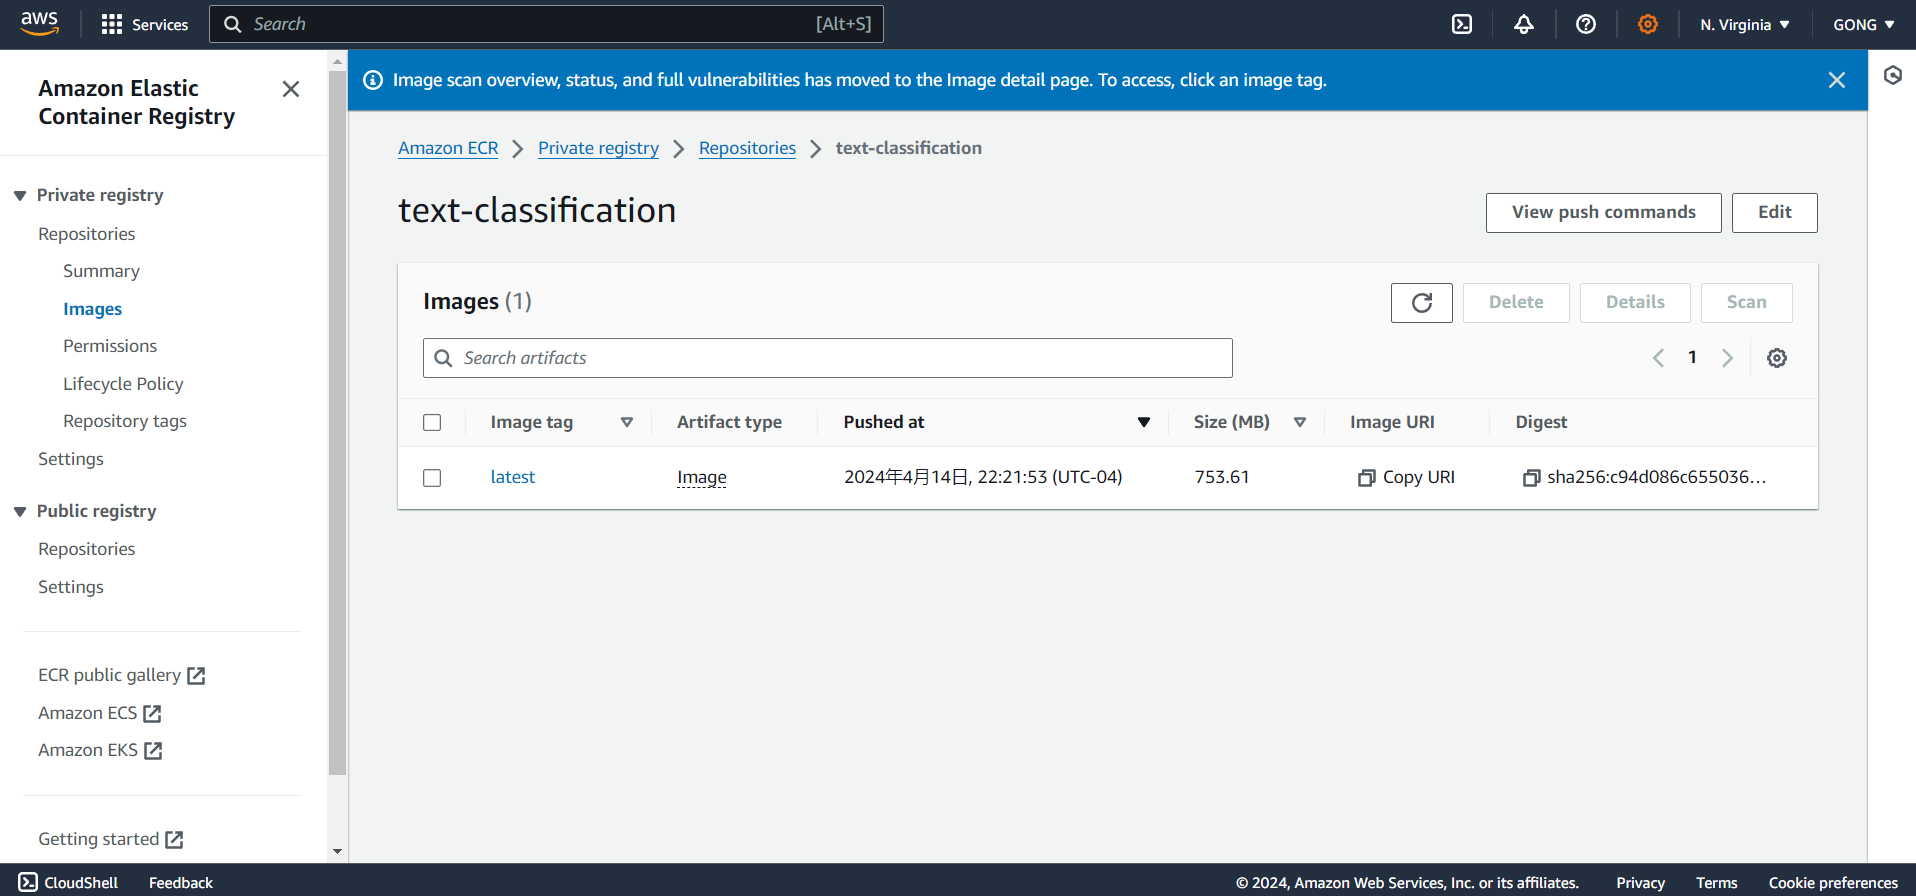 aws
Services
Search [Alt+S]
N. Virginia
GONG
Amazon Elastic
Container Registry
Private registry
Repositories
Summary
Images
Permissions
Lifecycle Policy
Repository tags
Settings
Public registry
Repositories
Settings
ECR public gallery
Amazon ECS
Amazon EKS
Getting started
Image scan overview, status, and full vulnerabilities has moved to the Image detail page. To access, click an image tag.
Amazon ECR Private registry Repositories text-classification
text-classification
View push commands Edit
Images (1)
Delete Details Scan
Search artifacts
1
Image tag Artifact type Pushed at Size (MB) Image URI Digest
latest Image 2024年4月14日, 22:21:53 (UTC-04) 753.61 Copy URI sha256:c94d086c655036...
CloudShell Feedback
© 2024, Amazon Web Services, Inc. or its affiliates. Privacy Terms Cookie preferences